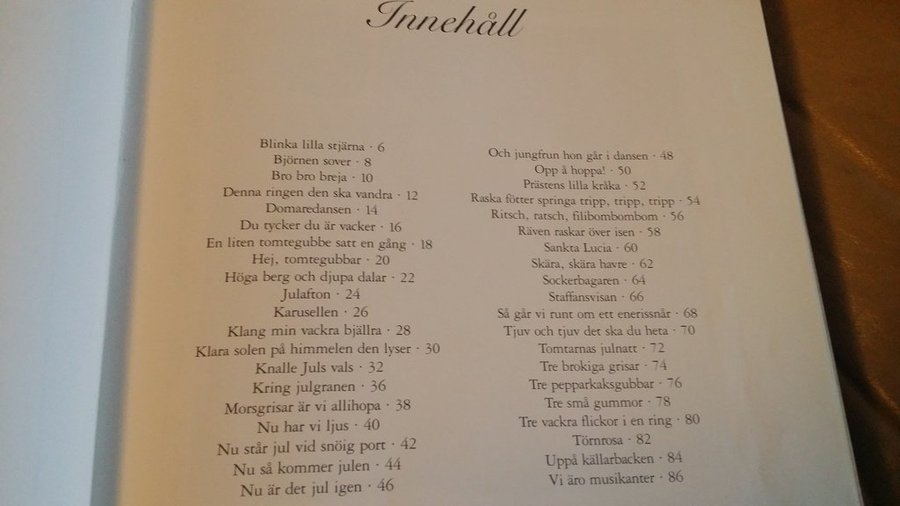 Innehåll
Blinka lilla stjärna · 6
Björnen sover · 8
Bro bro breja · 10
Denna ringen den ska vandra · 12
Domaredansen · 14
Du tycker du är vacker · 16
En liten tomtegubbe satt en gång · 18
Hej, tomtegubbar · 20
Höga berg och djupa dalar · 22
Julafton · 24
Karusellen · 26
Klang min vackra bjällra · 28
Klara solen på himmelen den lyser · 30
Knalle Juls vals · 32
Kring julgranen · 36
Morsgrisar är vi allihopa · 38
Nu har vi ljus · 40
Nu står jul vid snöig port · 42
Nu så kommer julen · 44
Nu är det jul igen · 46
Och jungfrun hon går i dansen · 48
Opp å hoppa! · 50
Prästens lilla kråka · 52
Raska fötter springa tripp, tripp, tripp · 54
Ritsch, ratsch, filibombombom · 56
Räven raskar över isen · 58
Sankta Lucia · 60
Skära, skära havre · 62
Sockerbagaren · 64
Staffansvisan · 66
Så går vi runt om ett enerissnår · 68
Tjuv och tjuv det ska du heta · 70
Tomtarnas julnatt · 72
Tre brokiga grisar · 74
Tre pepparkaksgubbar · 76
Tre små gummor · 78
Tre vackra flickor i en ring · 80
Törnrosa · 82
Uppå källarbacken · 84
Vi äro musikanter · 86